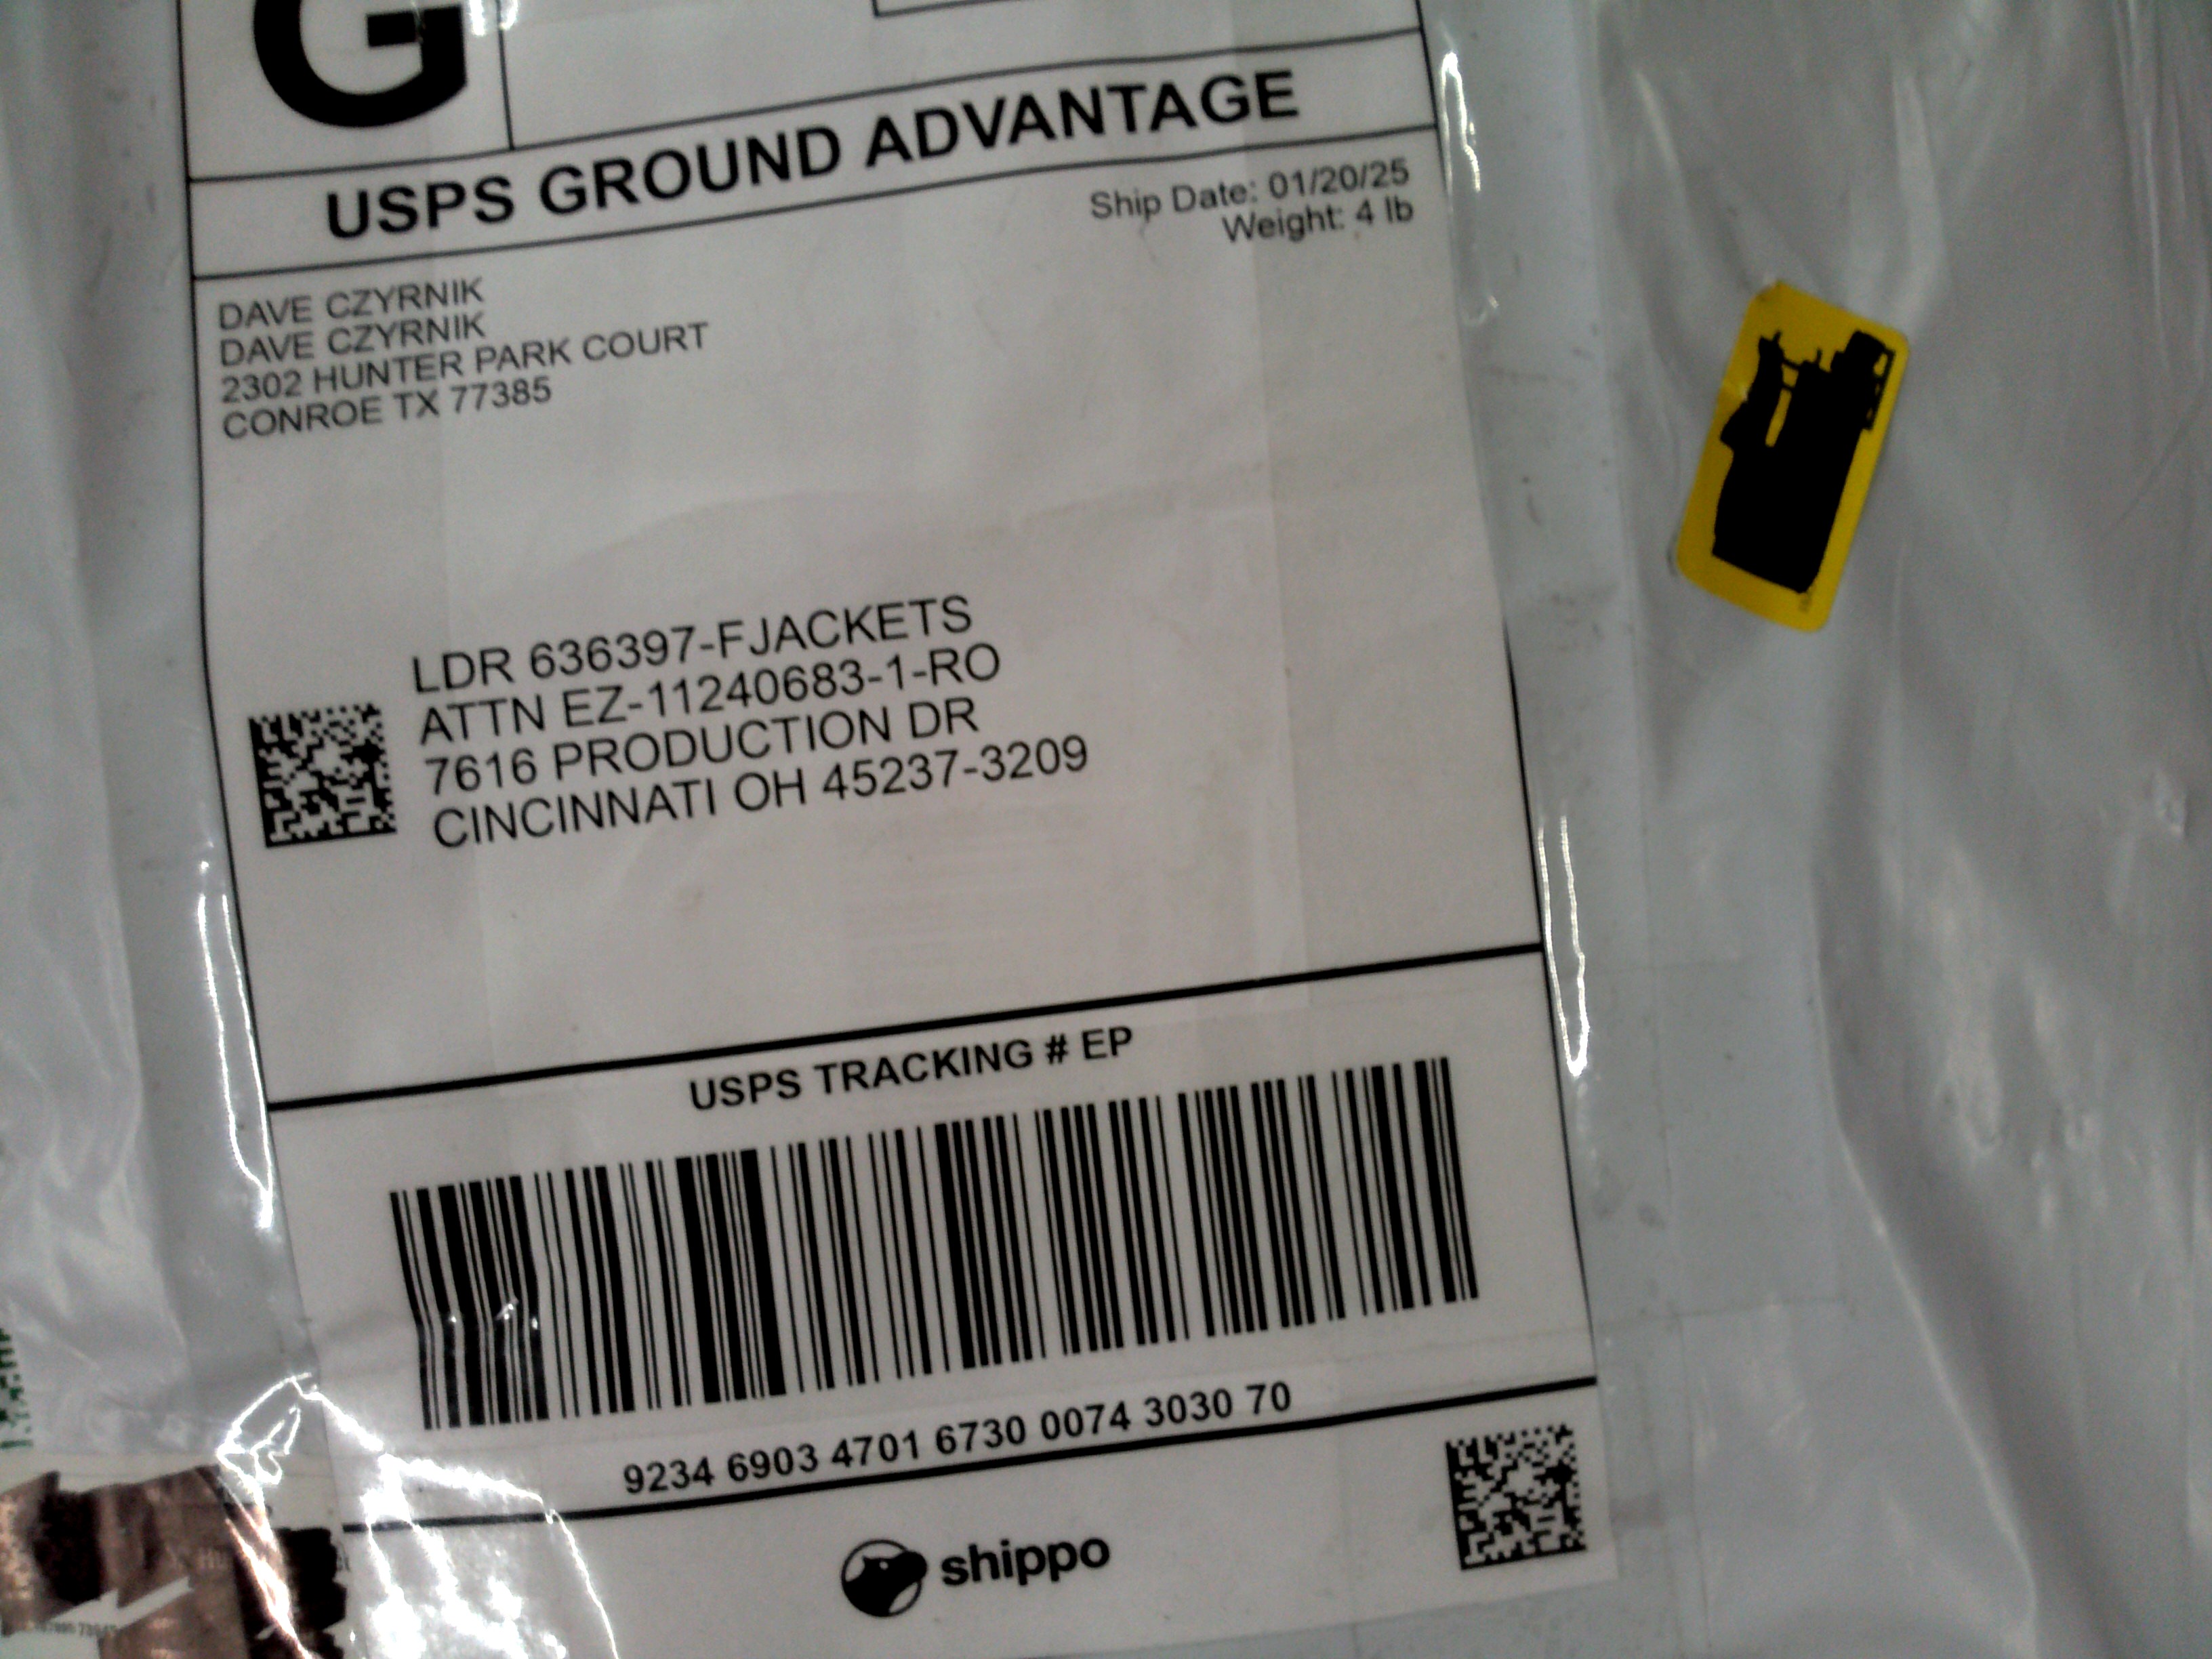 G
USPS GROUND ADVANTAGE
Ship Date: 01/20/25
Weight: 4 lb
DAVE CZYRNIK
DAVE CZYRNIK
2302 HUNTER PARK COURT
CONROE TX 77385
LDR 636397-FJACKETS
ATTN EZ-11240683-1-RO
7616 PRODUCTION DR
CINCINNATI OH 45237-3209
USPS TRACKING # EP
9234 6903 4701 6730 0074 3030 70
shippo